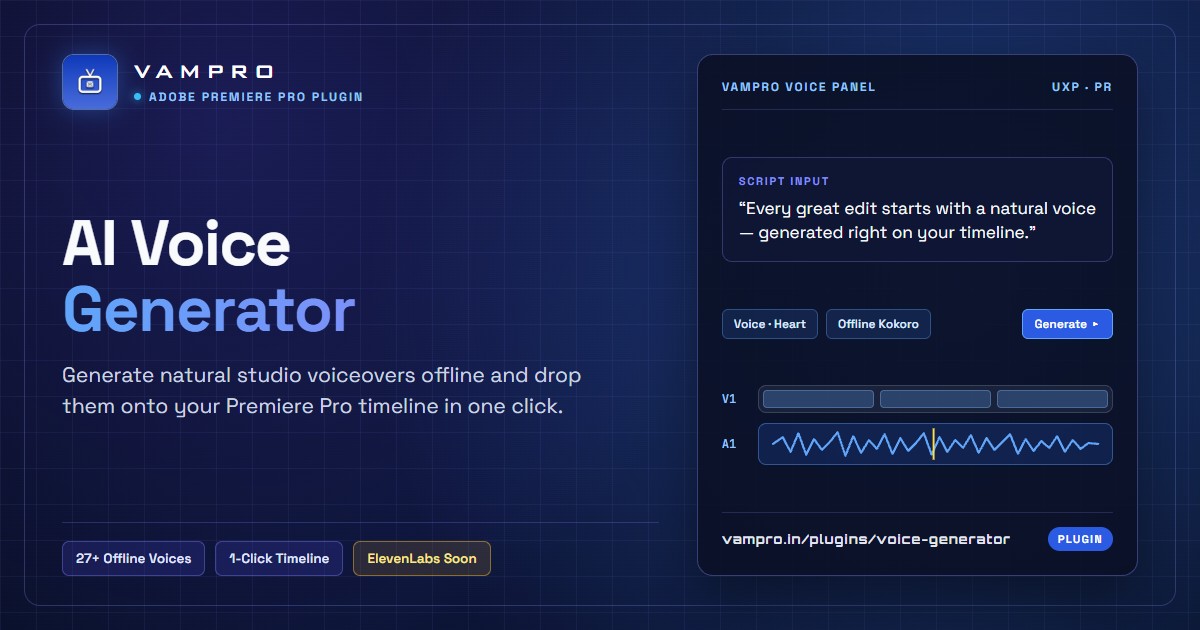 VAMPRO
ADOBE PREMIERE PRO PLUGIN
AI Voice
Generator
Generate natural studio voiceovers offline and drop
them onto your Premiere Pro timeline in one click.
27+ Offline Voices
1-Click Timeline
ElevenLabs Soon
VAMPRO VOICE PANEL
UXP · PR
SCRIPT INPUT
“Every great edit starts with a natural voice
— generated right on your timeline.”
Voice · Heart
Offline Kokoro
Generate ▸
V1
A1
vampro.in/plugins/voice-generator
PLUGIN